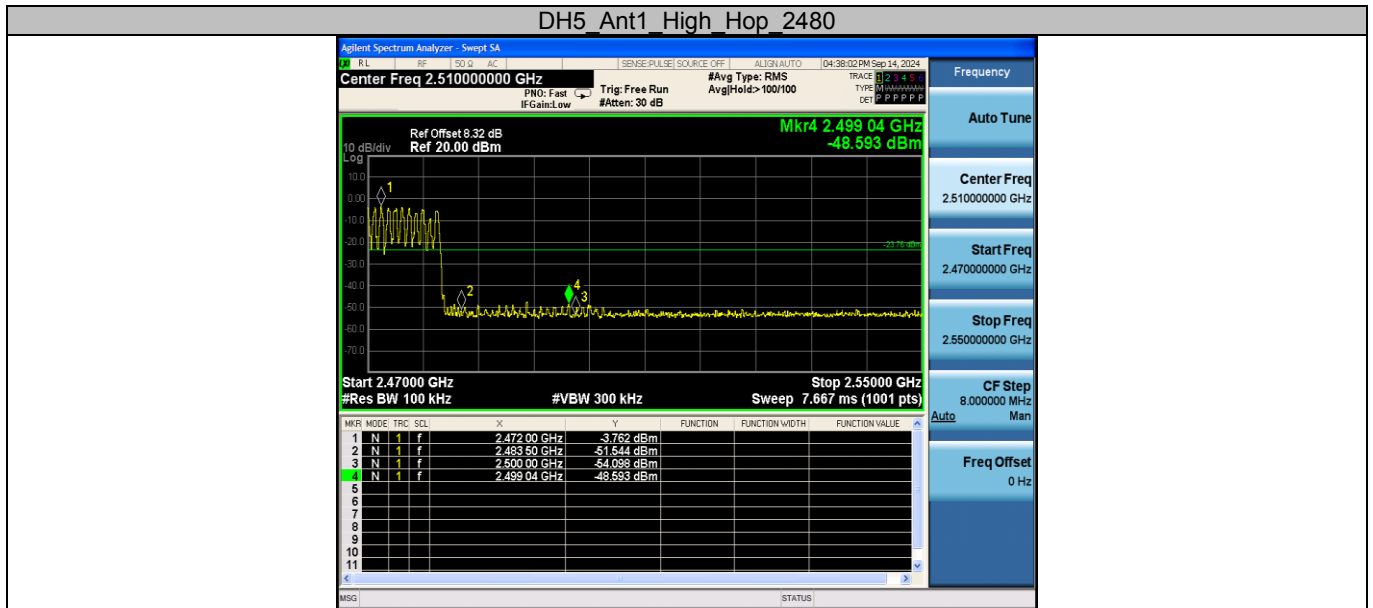 DH5_Ant1_High_Hop_2480
Agilent Spectrum Analyzer - Swept SA
RL RF 50 Ω AC SENSE:PULSE SOURCE OFF ALIGN AUTO 04:38:02 PM Sep 14, 2024
Center Freq 2.510000000 GHz
PNO: Fast
IFGain:Low
Trig: Free Run
#Atten: 30 dB
#Avg Type: RMS
Avg|Hold:>100/100
TRACE 1 2 3 4 5 6
TYPE M
DET P P P P P P
Frequency
Auto Tune
Center Freq
2.510000000 GHz
Start Freq
2.470000000 GHz
Stop Freq
2.550000000 GHz
CF Step
8.000000 MHz
Auto Man
Freq Offset
0 Hz
Mkr4 2.499 04 GHz
-48.593 dBm
Ref Offset 8.32 dB
10 dB/div Ref 20.00 dBm
Log
10.0
0.00
-10.0
-20.0
-30.0
-40.0
-50.0
-60.0
-70.0
1
2
4
3
-23.76 dBm
Start 2.47000 GHz Stop 2.55000 GHz
#Res BW 100 kHz #VBW 300 kHz Sweep 7.667 ms (1001 pts)
MKR MODE TRC SCL X Y FUNCTION FUNCTION WIDTH FUNCTION VALUE
1 N 1 f 2.472 00 GHz -3.762 dBm
2 N 1 f 2.483 50 GHz -51.544 dBm
3 N 1 f 2.500 00 GHz -54.098 dBm
4 N 1 f 2.499 04 GHz -48.593 dBm
5
6
7
8
9
10
11
MSG STATUS